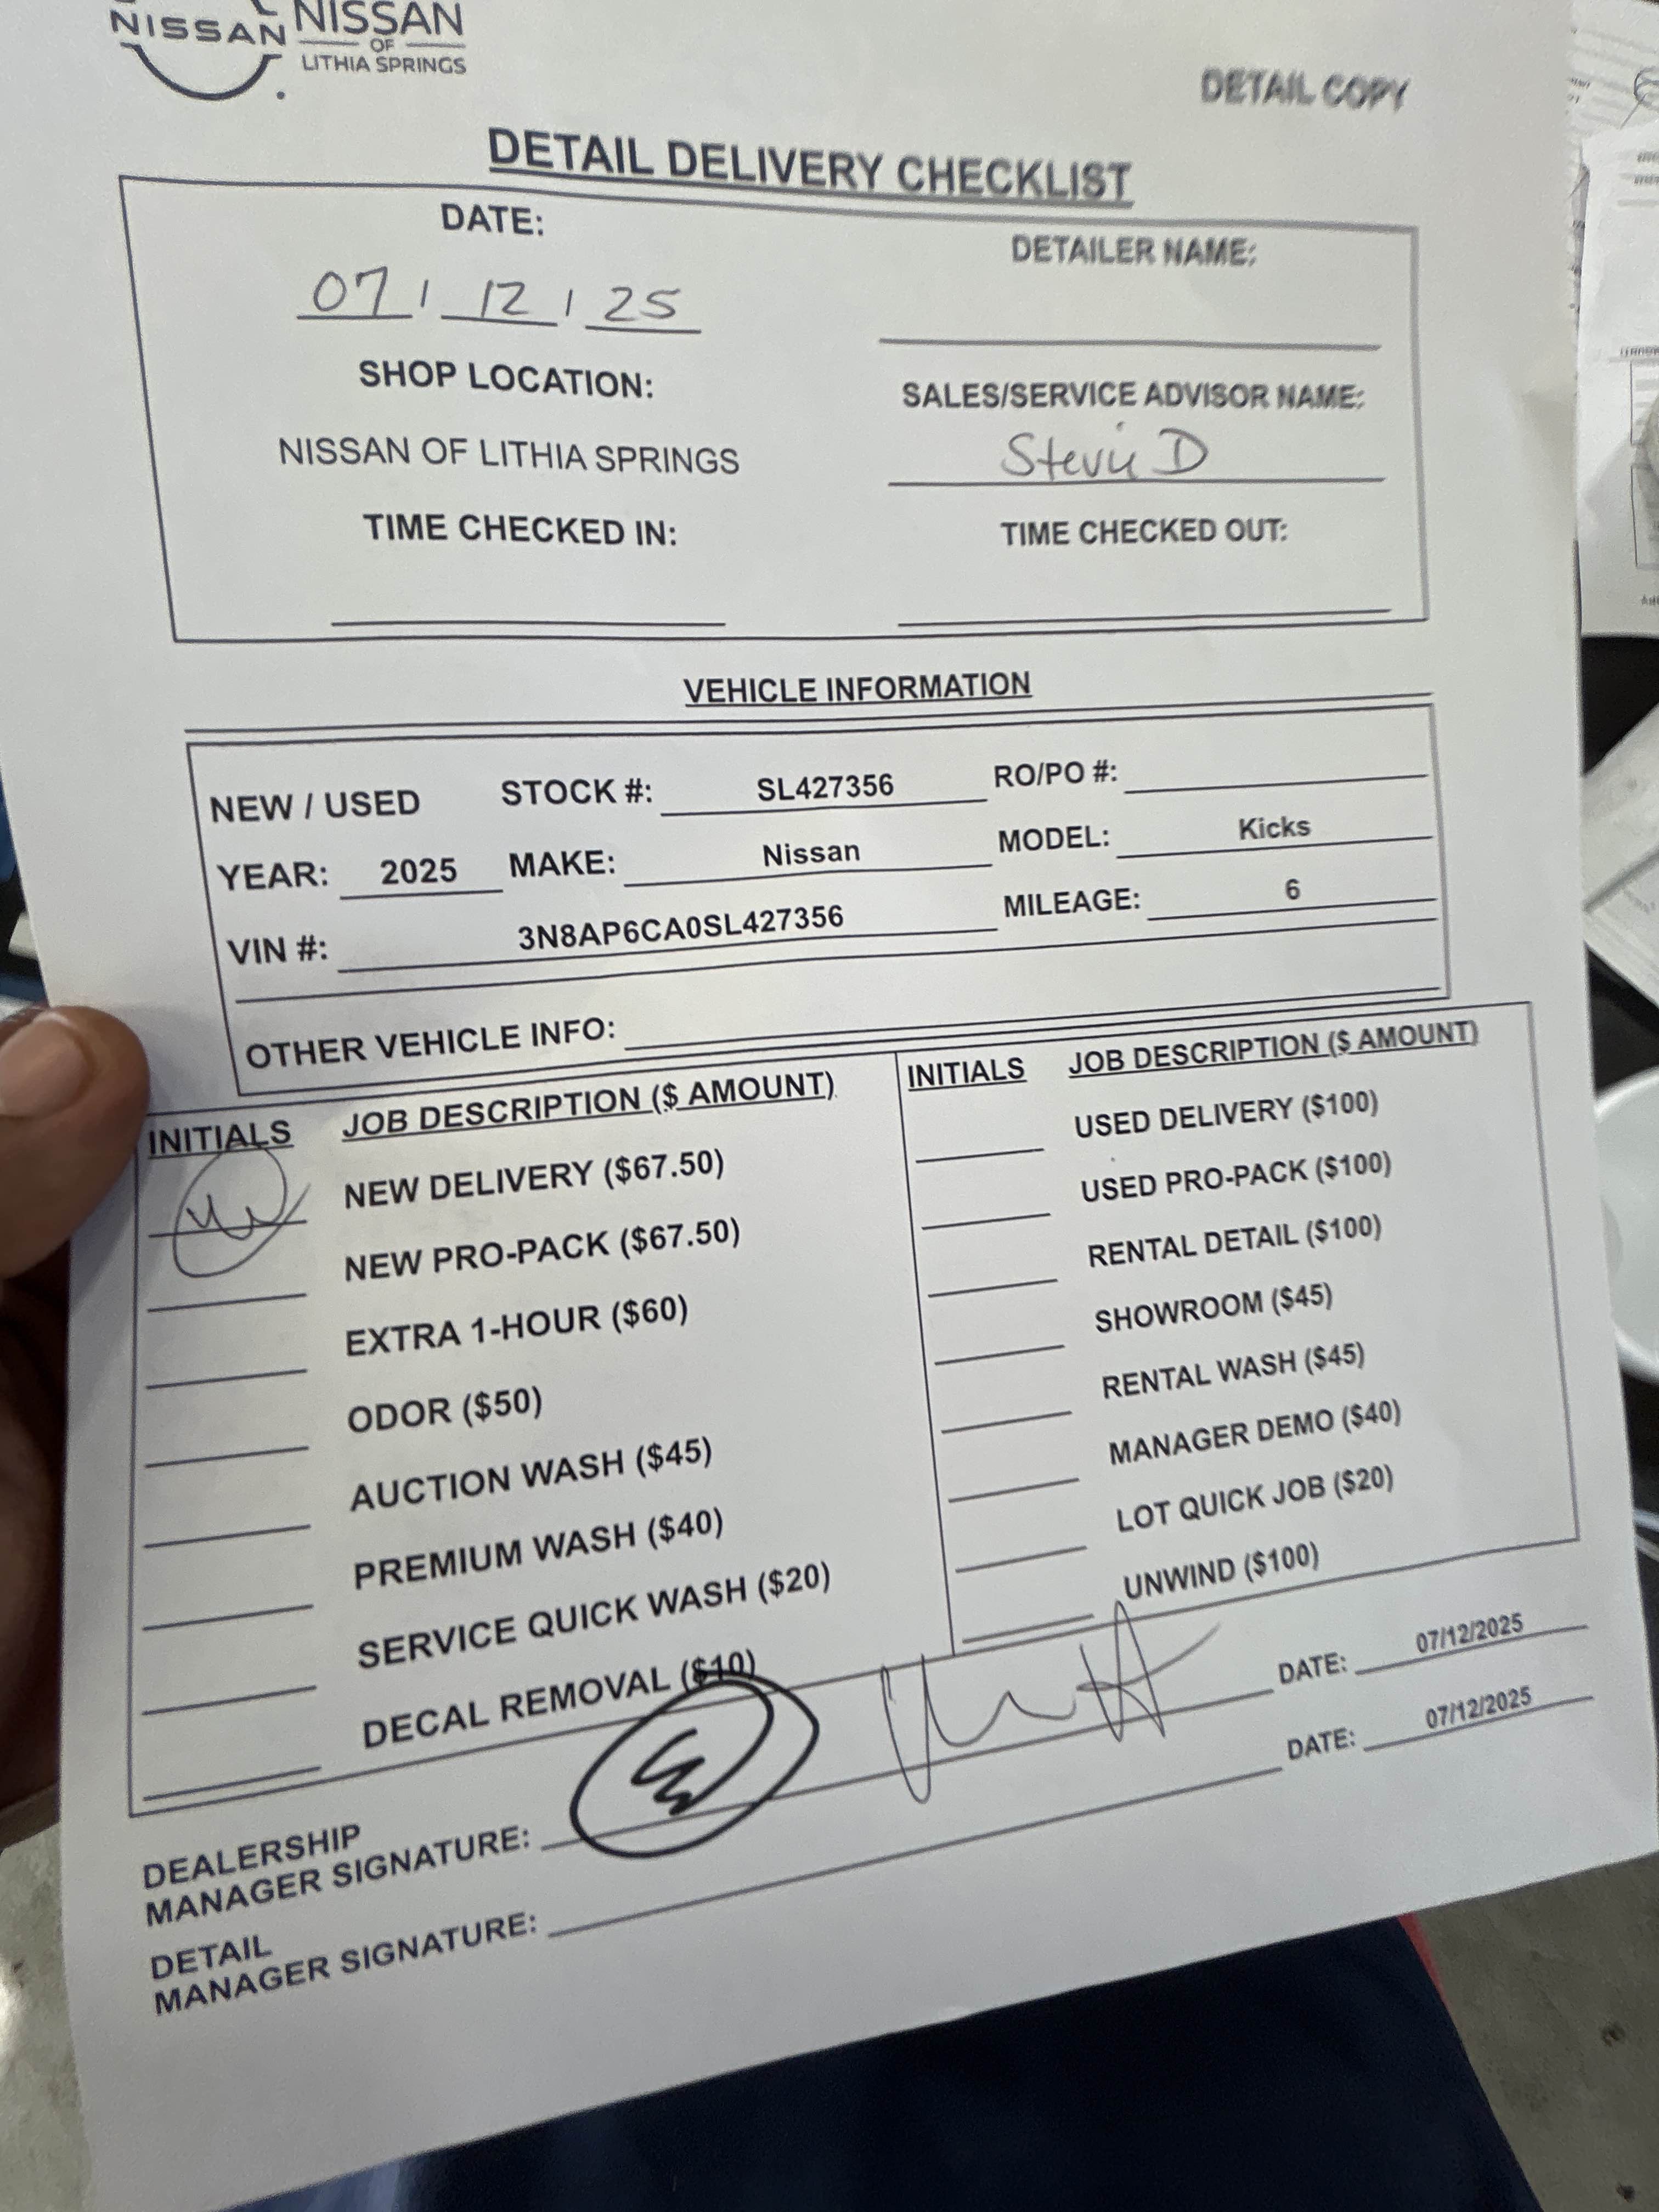 NISSAN NISSAN
OF
LITHIA SPRINGS
DETAIL COPY
DETAIL DELIVERY CHECKLIST
DATE:
07 / 12 / 25
DETAILER NAME:
SHOP LOCATION:
NISSAN OF LITHIA SPRINGS
SALES/SERVICE ADVISOR NAME:
Stevie D
TIME CHECKED IN:
TIME CHECKED OUT:
VEHICLE INFORMATION
NEW / USED STOCK #: SL427356 RO/PO #:
YEAR: 2025 MAKE: Nissan MODEL: Kicks
VIN #: 3N8AP6CA0SL427356 MILEAGE: 6
OTHER VEHICLE INFO:
INITIALS JOB DESCRIPTION ($ AMOUNT)
NEW DELIVERY ($67.50)
NEW PRO-PACK ($67.50)
EXTRA 1-HOUR ($60)
ODOR ($50)
AUCTION WASH ($45)
PREMIUM WASH ($40)
SERVICE QUICK WASH ($20)
DECAL REMOVAL ($10)
INITIALS JOB DESCRIPTION ($ AMOUNT)
USED DELIVERY ($100)
USED PRO-PACK ($100)
RENTAL DETAIL ($100)
SHOWROOM ($45)
RENTAL WASH ($45)
MANAGER DEMO ($40)
LOT QUICK JOB ($20)
UNWIND ($100)
DEALERSHIP
MANAGER SIGNATURE: DATE: 07/12/2025
DETAIL
MANAGER SIGNATURE: DATE: 07/12/2025